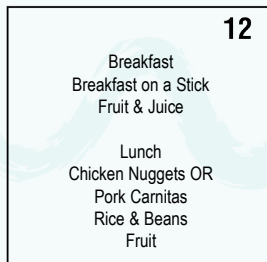 12
Breakfast
Breakfast on a Stick
Fruit & Juice
Lunch
Chicken Nuggets OR
Pork Carnitas
Rice & Beans
Fruit